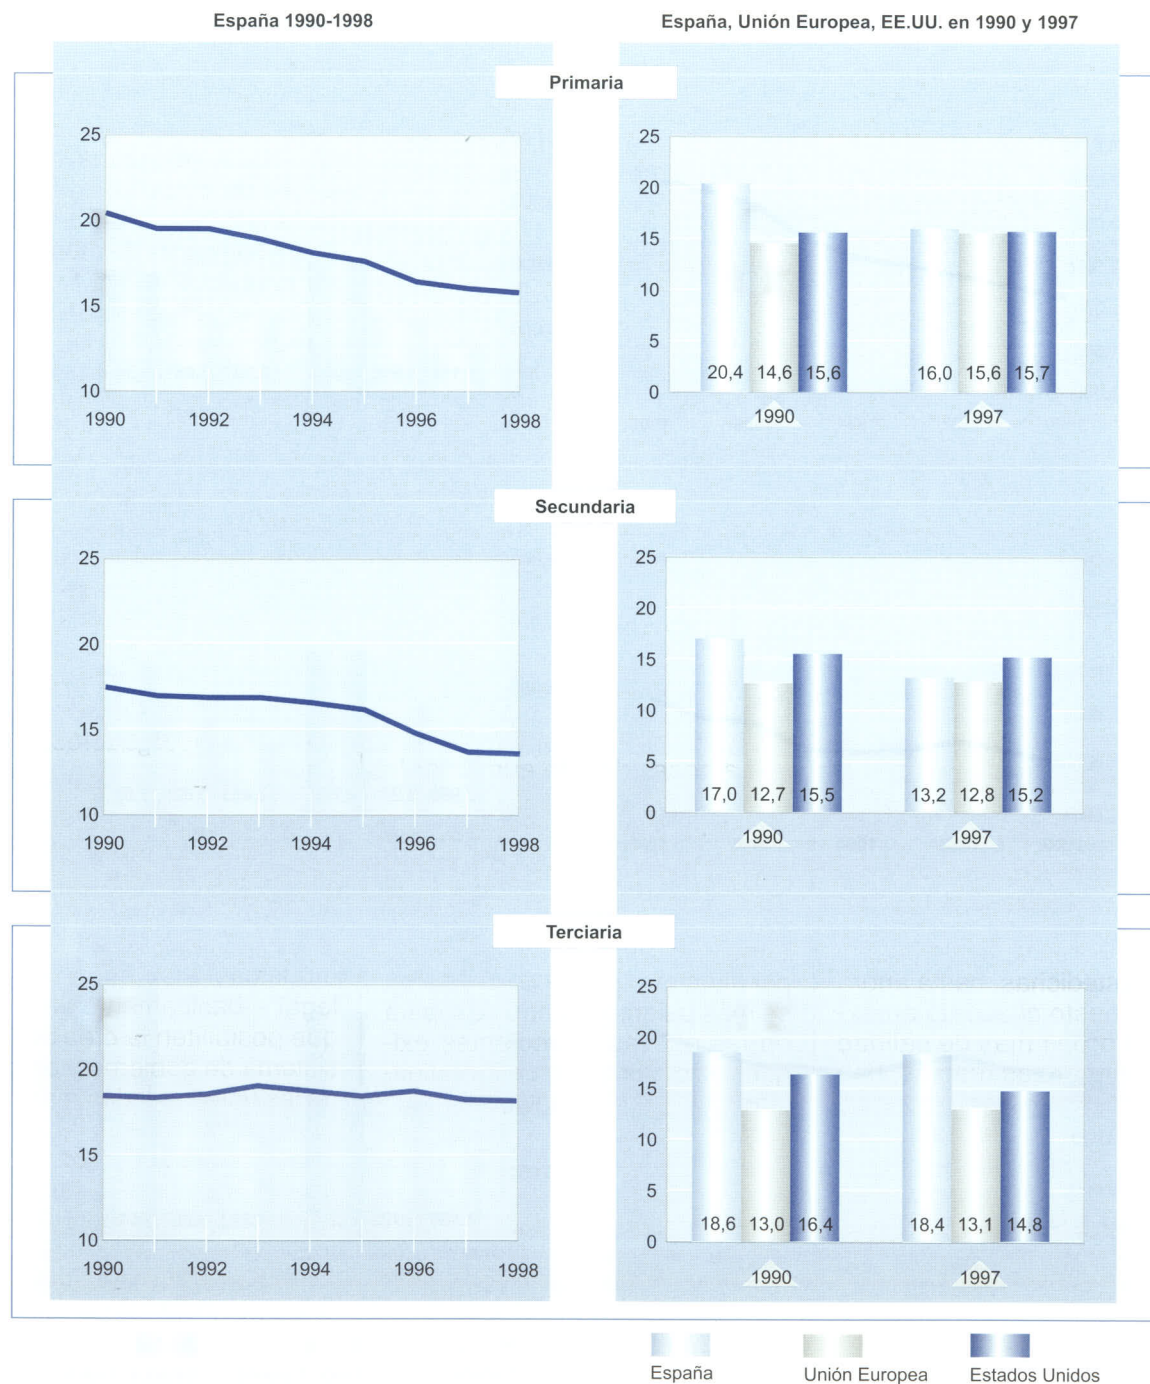 España 1990-1998
España, Unión Europea, EE.UU. en 1990 y 1997
Primaria
25
20
15
10
1990 1992 1994 1996 1998
25
20
15
10
5
0
20,4 14,6 15,6 16,0 15,6 15,7
1990 1997
Secundaria
25
20
15
10
1990 1992 1994 1996 1998
25
20
15
10
5
0
17,0 12,7 15,5 13,2 12,8 15,2
1990 1997
Terciaria
25
20
15
10
1990 1992 1994 1996 1998
25
20
15
10
5
0
18,6 13,0 16,4 18,4 13,1 14,8
1990 1997
España Unión Europea Estados Unidos